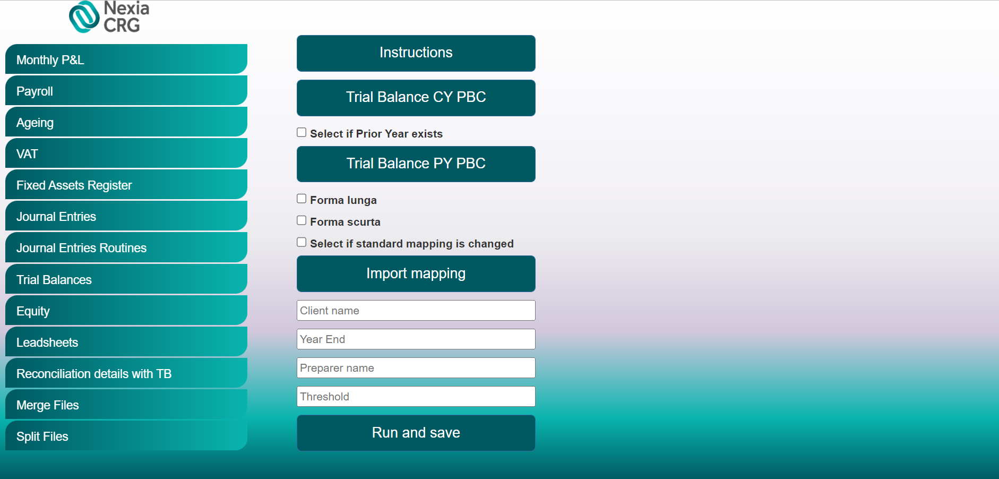 Nexia
CRG
Monthly P&L
Payroll
Ageing
VAT
Fixed Assets Register
Journal Entries
Journal Entries Routines
Trial Balances
Equity
Leadsheets
Reconciliation details with TB
Merge Files
Split Files
Instructions
Trial Balance CY PBC
Select if Prior Year exists
Trial Balance PY PBC
Forma lunga
Forma scurta
Select if standard mapping is changed
Import mapping
Client name
Year End
Preparer name
Threshold
Run and save